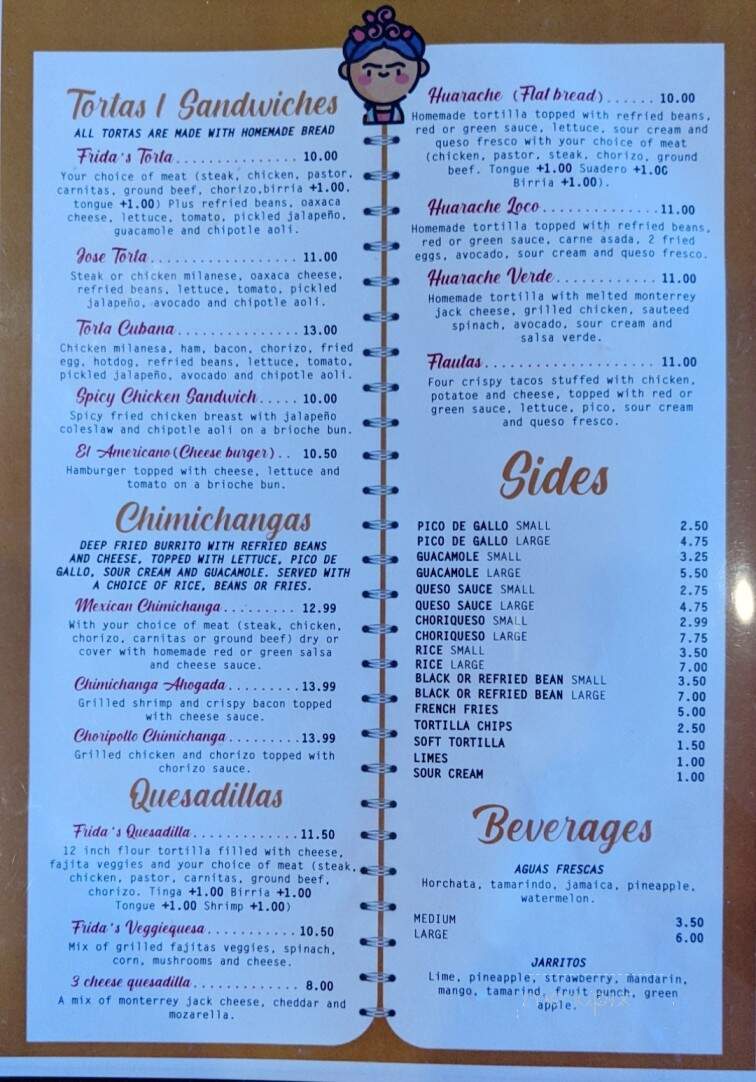 Tortas / Sandwiches
ALL TORTAS ARE MADE WITH HOMEMADE BREAD
Frida's Torta............... 10.00
Your choice of meat (steak, chicken, pastor,
carnitas, ground beef, chorizo,birria +1.00,
tongue +1.00) Plus refried beans, oaxaca
cheese, lettuce, tomato, pickled jalapeño,
guacamole and chipotle aoli.
Jose Torta.................. 11.00
Steak or chicken milanese, oaxaca cheese,
refried beans, lettuce, tomato, pickled
jalapeño, avocado and chipotle aoli.
Torta Cubana............... 13.00
Chicken milanesa, ham, bacon, chorizo, fried
egg, hotdog, refried beans, lettuce, tomato,
pickled jalapeño, avocado and chipotle aoli.
Spicy Chicken Sandwich..... 10.00
Spicy fried chicken breast with jalapeño
coleslaw and chipotle aoli on a brioche bun.
El Americano(Cheese burger).. 10.50
Hamburger topped with cheese, lettuce and
tomato on a brioche bun.
Chimichangas
DEEP FRIED BURRITO WITH REFRIED BEANS
AND CHEESE, TOPPED WITH LETTUCE, PICO DE
GALLO, SOUR CREAM AND GUACAMOLE. SERVED WITH
A CHOICE OF RICE, BEANS OR FRIES.
Mexican Chimichanga......... 12.99
With your choice of meat (steak, chicken,
chorizo, carnitas or ground beef) dry or
cover with homemade red or green salsa
and cheese sauce.
Chimichanga Ahogada.........13.99
Grilled shrimp and crispy bacon topped
with cheese sauce.
Choripollo Chimichanga.........13.99
Grilled chicken and chorizo topped with
chorizo sauce.
Quesadillas
Frida's Quesadilla.............11.50
12 inch flour tortilla filled with cheese,
fajita veggies and your choice of meat (steak,
chicken, pastor, carnitas, ground beef,
chorizo. Tinga +1.00 Birria +1.00
Tongue +1.00 Shrimp +1.00)
Frida's Veggiequesa...........10.50
Mix of grilled fajitas veggies, spinach,
corn, mushrooms and cheese.
3 cheese quesadilla............. 8.00
A mix of monterrey jack cheese, cheddar and
mozarella.
Huarache (Flat bread)...... 10.00
Homemade tortilla topped with refried beans,
red or green sauce, lettuce, sour cream and
queso fresco with your choice of meat
(chicken, pastor, steak, chorizo, ground
beef. Tongue +1.00 Suadero +1.00
Birria +1.00).
Huarache Loco..............11.00
Homemade tortilla topped with refried beans,
red or green sauce, carne asada, 2 fried
eggs, avocado, sour cream and queso fresco.
Huarache Verde............ 11.00
Homemade tortilla with melted monterrey
jack cheese, grilled chicken, sauteed
spinach, avocado, sour cream and
salsa verde.
Flautas..................... 11.00
Four crispy tacos stuffed with chicken,
potatoe and cheese, topped with red or
green sauce, lettuce, pico, sour cream
and queso fresco.
Sides
PICO DE GALLO SMALL 2.50
PICO DE GALLO LARGE 4.75
GUACAMOLE SMALL 3.25
GUACAMOLE LARGE 5.50
QUESO SAUCE SMALL 2.75
QUESO SAUCE LARGE 4.75
CHORIQUESO SMALL 2.99
CHORIQUESO LARGE 7.75
RICE SMALL 3.50
RICE LARGE 7.00
BLACK OR REFRIED BEAN SMALL 3.50
BLACK OR REFRIED BEAN LARGE 7.00
FRENCH FRIES 5.00
TORTILLA CHIPS 2.50
SOFT TORTILLA 1.50
LIMES 1.00
SOUR CREAM 1.00
Beverages
AGUAS FRESCAS
Horchata, tamarindo, jamaica, pineapple,
watermelon.
MEDIUM 3.50
LARGE 6.00
JARRITOS
Lime, pineapple, strawberry, mandarin,
mango, tamarind, fruit punch, green
apple.